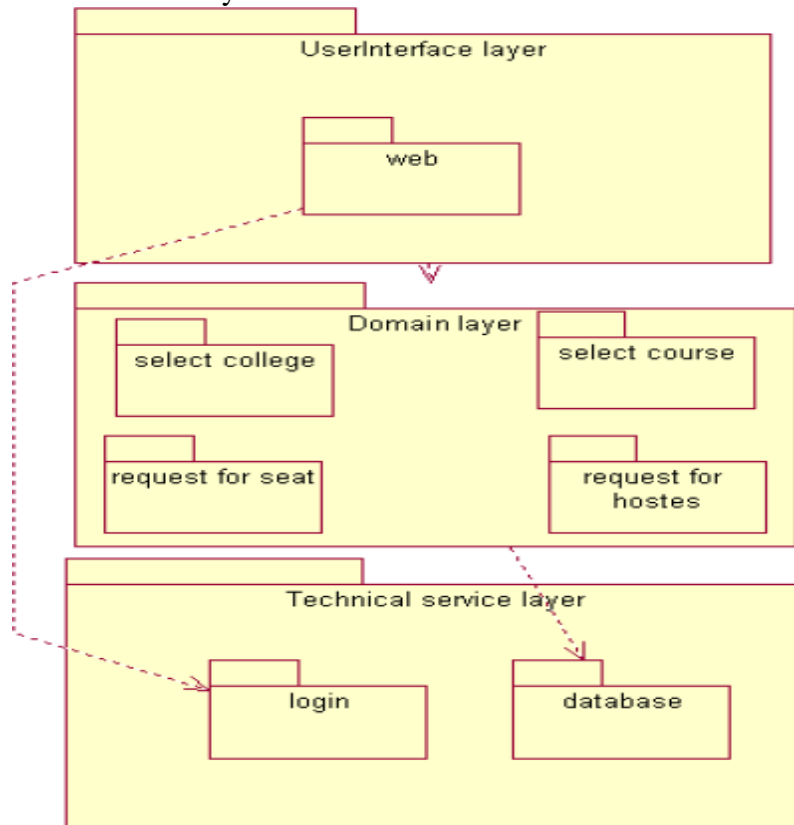 UserInterface layer
web
Domain layer
select college
select course
request for seat
request for
hostes
Technical service layer
login
database